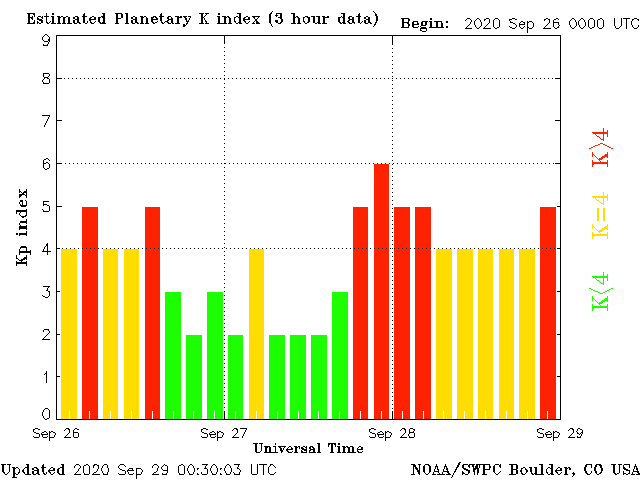 Estimated Planetary K index (3 hour data)
Begin: 2020 Sep 26 0000 UTC
9
8
7
6
5
4
3
2
1
0
Kp index
K>4
K=4
K<4
Sep 26
Sep 27
Sep 28
Sep 29
Universal Time
Updated 2020 Sep 29 00:30:03 UTC
NOAA/SWPC Boulder, CO USA